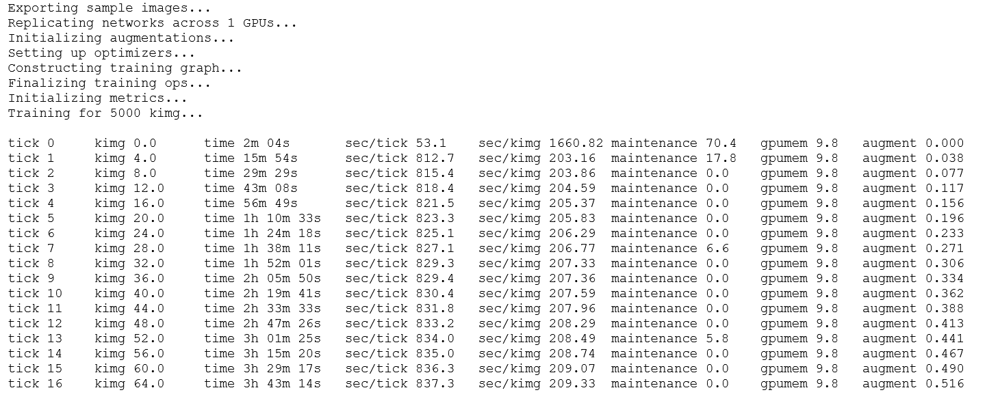 Exporting sample images...
Replicating networks across 1 GPUs...
Initializing augmentations...
Setting up optimizers...
Constructing training graph...
Finalizing training ops...
Initializing metrics...
Training for 5000 kimg...

tick 0     kimg 0.0      time 2m 04s       sec/tick 53.1    sec/kimg 1660.82 maintenance 70.4   gpumem 9.8   augment 0.000
tick 1     kimg 4.0      time 15m 54s      sec/tick 812.7   sec/kimg 203.16  maintenance 17.8   gpumem 9.8   augment 0.038
tick 2     kimg 8.0      time 29m 29s      sec/tick 815.4   sec/kimg 203.86  maintenance 0.0    gpumem 9.8   augment 0.077
tick 3     kimg 12.0     time 43m 08s      sec/tick 818.4   sec/kimg 204.59  maintenance 0.0    gpumem 9.8   augment 0.117
tick 4     kimg 16.0     time 56m 49s      sec/tick 821.5   sec/kimg 205.37  maintenance 0.0    gpumem 9.8   augment 0.156
tick 5     kimg 20.0     time 1h 10m 33s   sec/tick 823.3   sec/kimg 205.83  maintenance 0.0    gpumem 9.8   augment 0.196
tick 6     kimg 24.0     time 1h 24m 18s   sec/tick 825.1   sec/kimg 206.29  maintenance 0.0    gpumem 9.8   augment 0.233
tick 7     kimg 28.0     time 1h 38m 11s   sec/tick 827.1   sec/kimg 206.77  maintenance 6.6    gpumem 9.8   augment 0.271
tick 8     kimg 32.0     time 1h 52m 01s   sec/tick 829.3   sec/kimg 207.33  maintenance 0.0    gpumem 9.8   augment 0.306
tick 9     kimg 36.0     time 2h 05m 50s   sec/tick 829.4   sec/kimg 207.36  maintenance 0.0    gpumem 9.8   augment 0.334
tick 10    kimg 40.0     time 2h 19m 41s   sec/tick 830.4   sec/kimg 207.59  maintenance 0.0    gpumem 9.8   augment 0.362
tick 11    kimg 44.0     time 2h 33m 33s   sec/tick 831.8   sec/kimg 207.96  maintenance 0.0    gpumem 9.8   augment 0.388
tick 12    kimg 48.0     time 2h 47m 26s   sec/tick 833.2   sec/kimg 208.29  maintenance 0.0    gpumem 9.8   augment 0.413
tick 13    kimg 52.0     time 3h 01m 25s   sec/tick 834.0   sec/kimg 208.49  maintenance 5.8    gpumem 9.8   augment 0.441
tick 14    kimg 56.0     time 3h 15m 20s   sec/tick 835.0   sec/kimg 208.74  maintenance 0.0    gpumem 9.8   augment 0.467
tick 15    kimg 60.0     time 3h 29m 17s   sec/tick 836.3   sec/kimg 209.07  maintenance 0.0    gpumem 9.8   augment 0.490
tick 16    kimg 64.0     time 3h 43m 14s   sec/tick 837.3   sec/kimg 209.33  maintenance 0.0    gpumem 9.8   augment 0.516